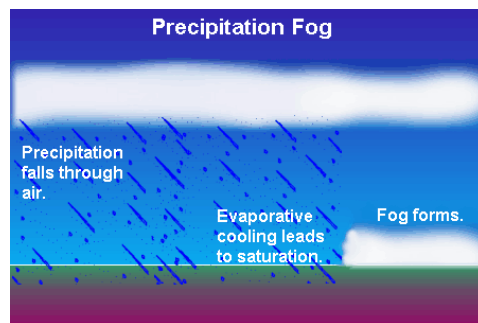 Precipitation Fog
Precipitation
falls through
air.
Evaporative
cooling leads
to saturation.
Fog forms.